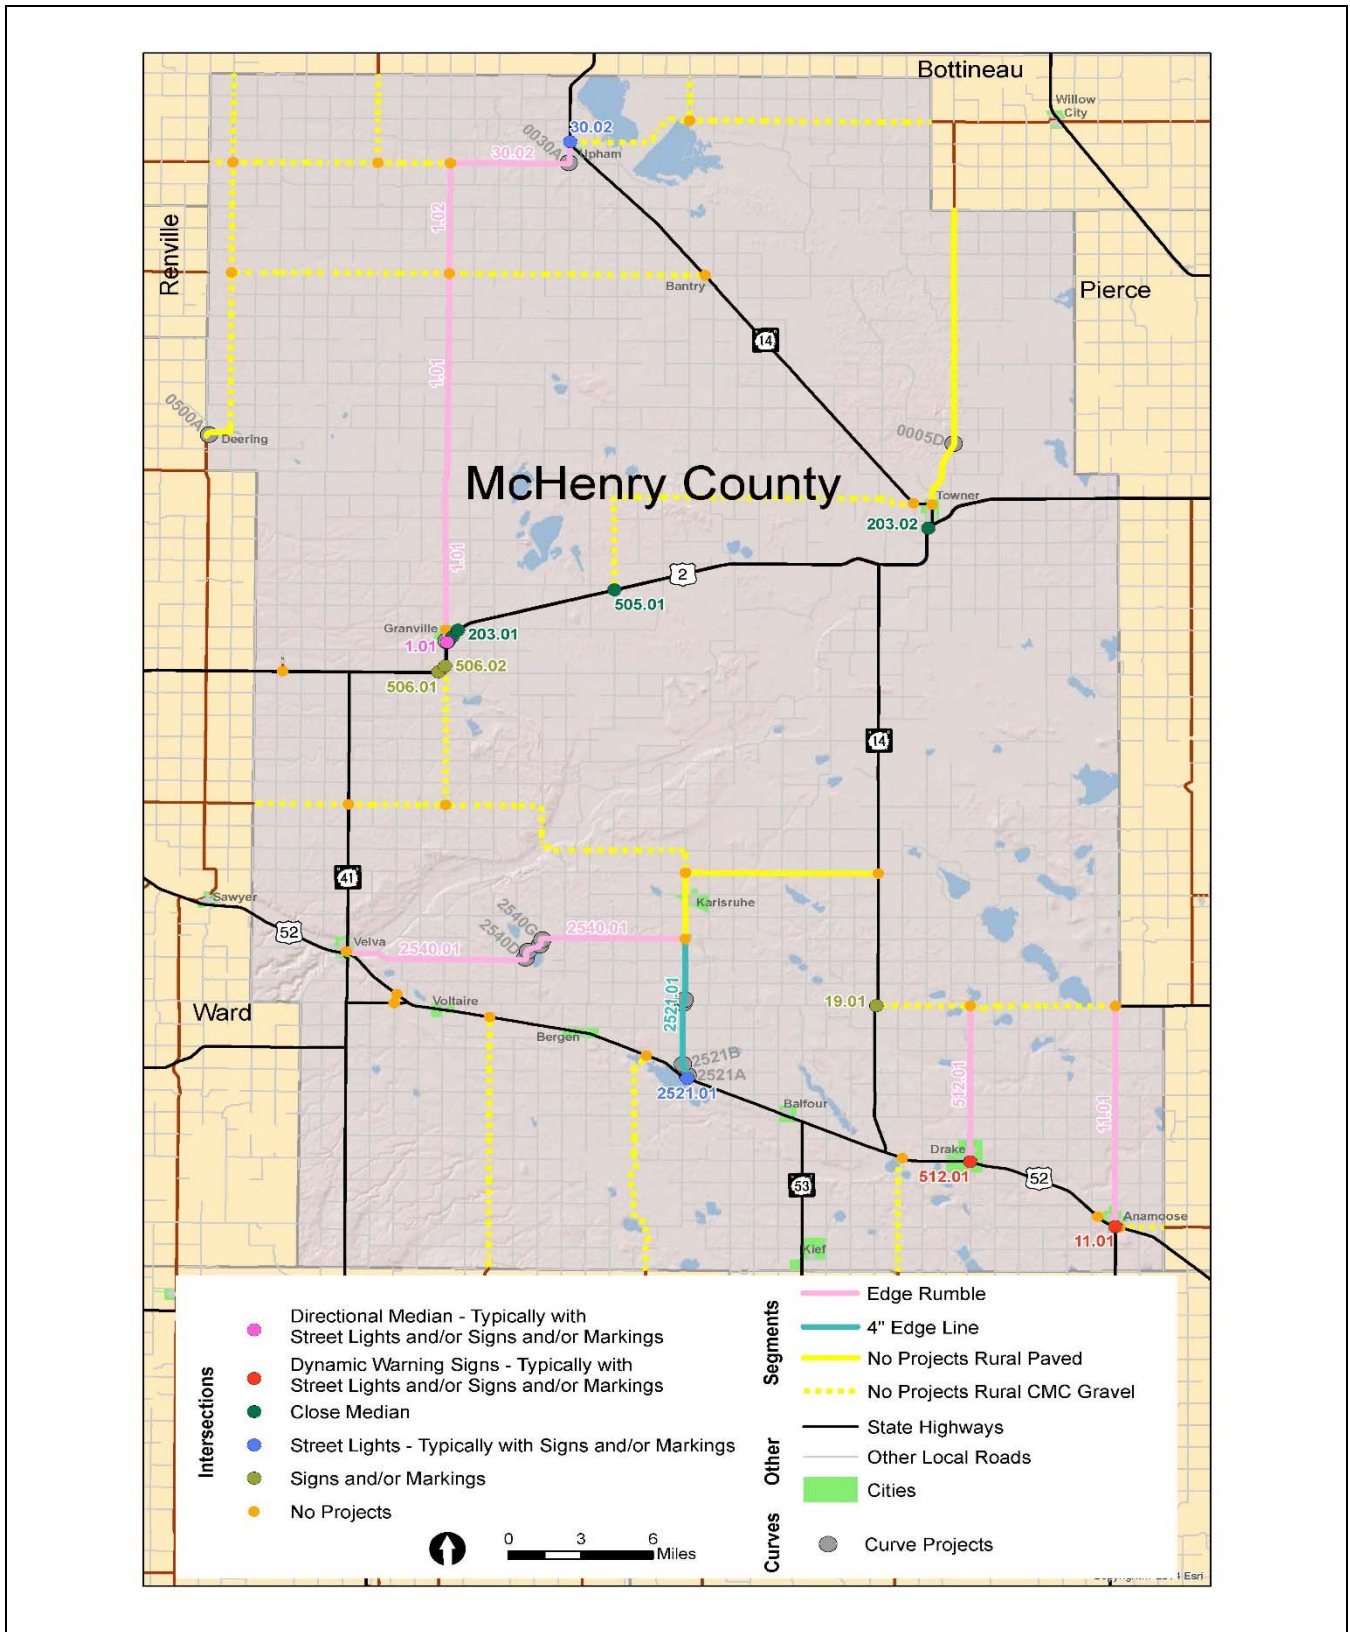 Bottineau
Willow
City
30.02
0030A
Upham
30.02
Renville
1.02
Bantry
Pierce
14
1.01
0500A
Deering
0005D
McHenry County
Towner
203.02
1.01
2
505.01
Granville
203.01
1.01
506.02
506.01
14
41
Sawyer
Karlsruhe
52
2540G
2540D
2540.01
Velva
2540.01
Ward
Voltaire
2521.01
19.01
Bergen
2521B
2521A
2521.01
512.01
11.01
Balfour
Drake
512.01
52
53
Anamoose
11.01
Kief
Intersections
Directional Median - Typically with
Street Lights and/or Signs and/or Markings
Dynamic Warning Signs - Typically with
Street Lights and/or Signs and/or Markings
Close Median
Street Lights - Typically with Signs and/or Markings
Signs and/or Markings
No Projects
0 3 6
Miles
Segments
Edge Rumble
4" Edge Line
No Projects Rural Paved
No Projects Rural CMC Gravel
Other
State Highways
Other Local Roads
Cities
Curves
Curve Projects
Esri